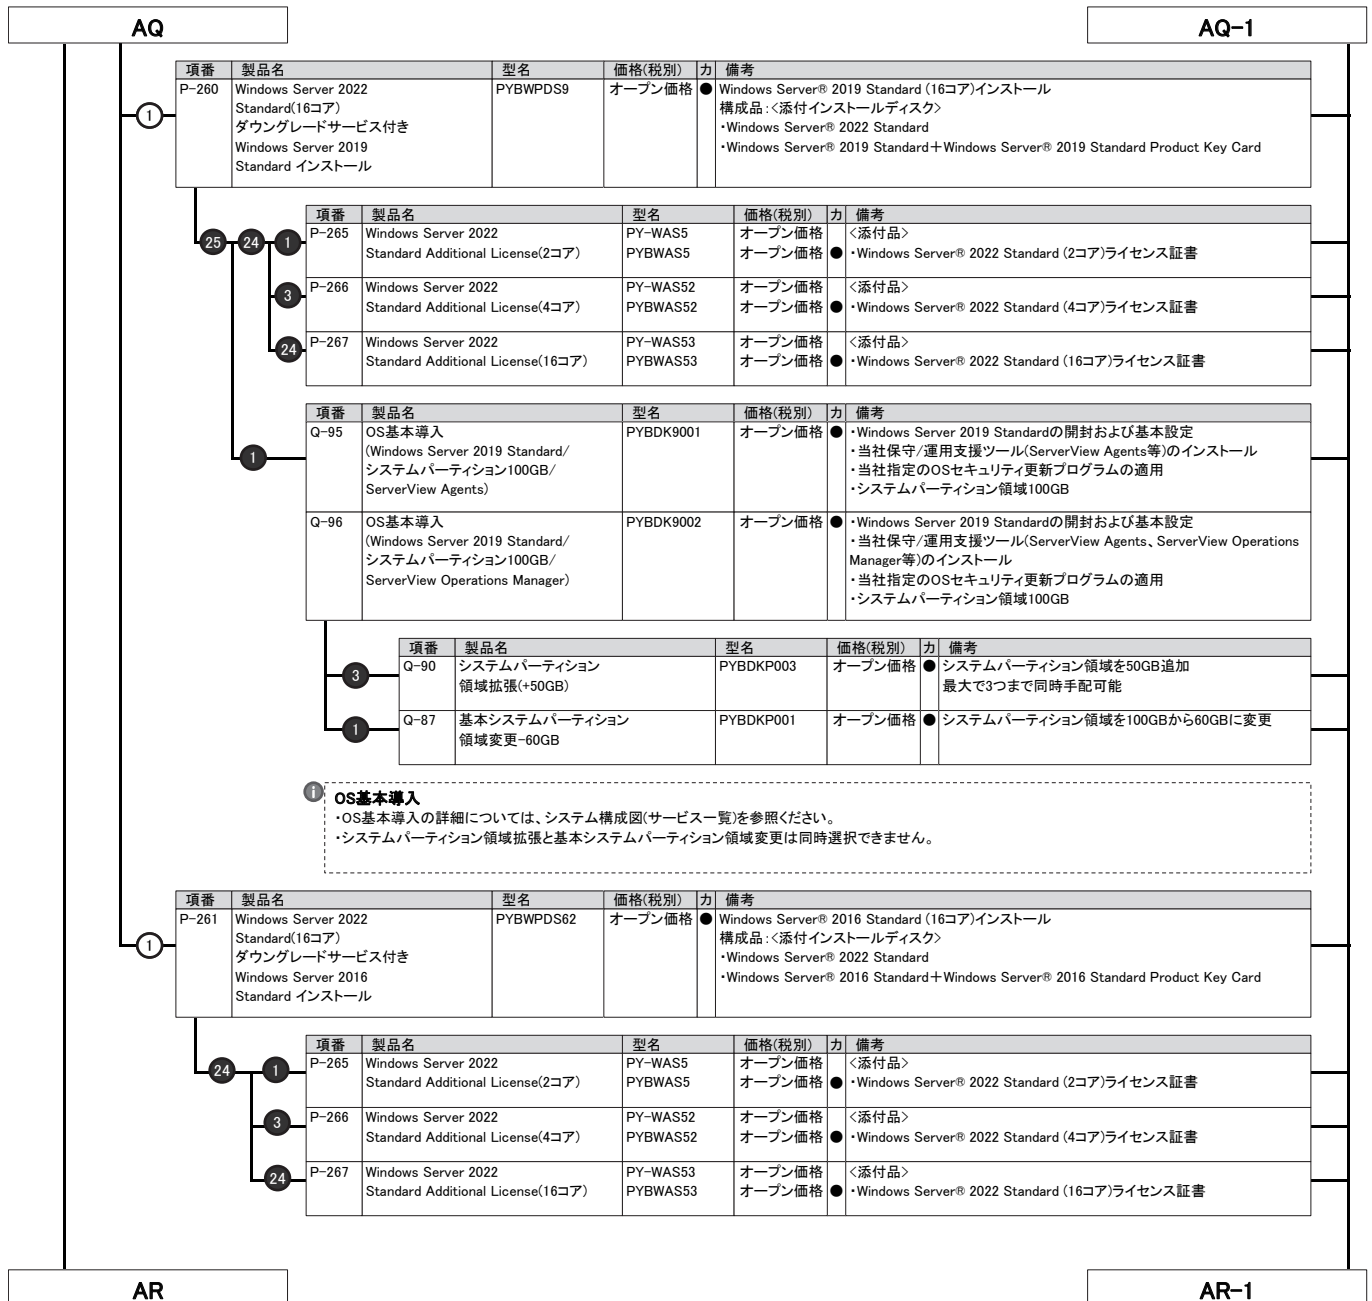 AQ AQ-1
項番 製品名 型名 価格(税別) カ 備考
① P-260 Windows Server 2022 PYBWPDS9 オープン価格 ● Windows Server® 2019 Standard (16コア)インストール
Standard(16コア) 構成品:<添付インストールディスク>
ダウングレードサービス付き ・Windows Server® 2022 Standard
Windows Server 2019 ・Windows Server® 2019 Standard+Windows Server® 2019 Standard Product Key Card
Standard インストール
項番 製品名 型名 価格(税別) カ 備考
25 24 1 P-265 Windows Server 2022 PY-WAS5 オープン価格 <添付品>
Standard Additional License(2コア) PYBWAS5 オープン価格 ● ・Windows Server® 2022 Standard (2コア)ライセンス証書
3 P-266 Windows Server 2022 PY-WAS52 オープン価格 <添付品>
Standard Additional License(4コア) PYBWAS52 オープン価格 ● ・Windows Server® 2022 Standard (4コア)ライセンス証書
24 P-267 Windows Server 2022 PY-WAS53 オープン価格 <添付品>
Standard Additional License(16コア) PYBWAS53 オープン価格 ● ・Windows Server® 2022 Standard (16コア)ライセンス証書
項番 製品名 型名 価格(税別) カ 備考
1 Q-95 OS基本導入 PYBDK9001 オープン価格 ● ・Windows Server 2019 Standardの開封および基本設定
(Windows Server 2019 Standard/ ・当社保守/運用支援ツール(ServerView Agents等)のインストール
システムパーティション100GB/ ・当社指定のOSセキュリティ更新プログラムの適用
ServerView Agents) ・システムパーティション領域100GB
Q-96 OS基本導入 PYBDK9002 オープン価格 ● ・Windows Server 2019 Standardの開封および基本設定
(Windows Server 2019 Standard/ ・当社保守/運用支援ツール(ServerView Agents、ServerView Operations
システムパーティション100GB/ Manager等)のインストール
ServerView Operations Manager) ・当社指定のOSセキュリティ更新プログラムの適用
・システムパーティション領域100GB
項番 製品名 型名 価格(税別) カ 備考
3 Q-90 システムパーティション PYBDKP003 オープン価格 ● システムパーティション領域を50GB追加
領域拡張(+50GB) 最大で3つまで同時手配可能
1 Q-87 基本システムパーティション PYBDKP001 オープン価格 ● システムパーティション領域を100GBから60GBに変更
領域変更-60GB
i OS基本導入
・OS基本導入の詳細については、システム構成図(サービス一覧)を参照ください。
・システムパーティション領域拡張と基本システムパーティション領域変更は同時選択できません。
項番 製品名 型名 価格(税別) カ 備考
① P-261 Windows Server 2022 PYBWPDS62 オープン価格 ● Windows Server® 2016 Standard (16コア)インストール
Standard(16コア) 構成品:<添付インストールディスク>
ダウングレードサービス付き ・Windows Server® 2022 Standard
Windows Server 2016 ・Windows Server® 2016 Standard+Windows Server® 2016 Standard Product Key Card
Standard インストール
項番 製品名 型名 価格(税別) カ 備考
24 1 P-265 Windows Server 2022 PY-WAS5 オープン価格 <添付品>
Standard Additional License(2コア) PYBWAS5 オープン価格 ● ・Windows Server® 2022 Standard (2コア)ライセンス証書
3 P-266 Windows Server 2022 PY-WAS52 オープン価格 <添付品>
Standard Additional License(4コア) PYBWAS52 オープン価格 ● ・Windows Server® 2022 Standard (4コア)ライセンス証書
24 P-267 Windows Server 2022 PY-WAS53 オープン価格 <添付品>
Standard Additional License(16コア) PYBWAS53 オープン価格 ● ・Windows Server® 2022 Standard (16コア)ライセンス証書
AR AR-1